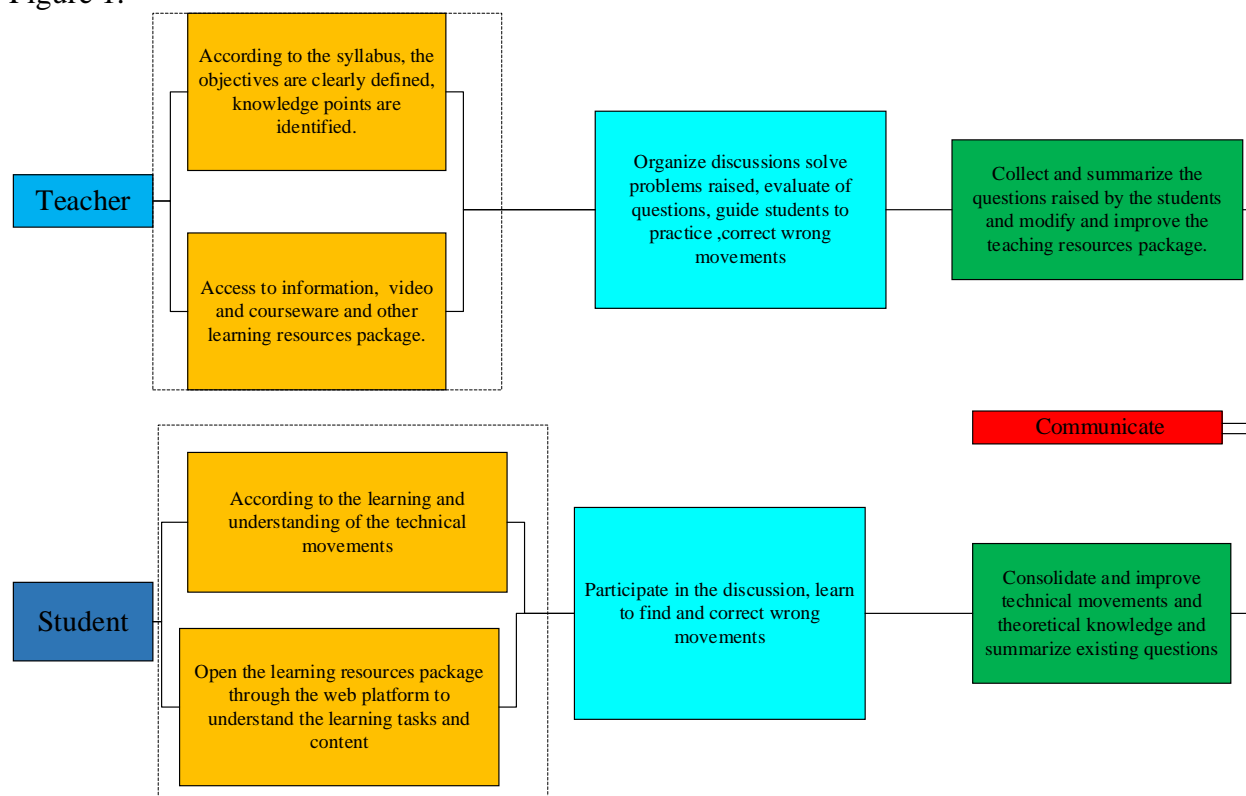 Figure 1.
According to the syllabus, the
objectives are clearly defined,
knowledge points are
identified.
Teacher
Access to information, video
and courseware and other
learning resources package.
Organize discussions solve
problems raised, evaluate of
questions, guide students to
practice ,correct wrong
movements
Collect and summarize the
questions raised by the students
and modify and improve the
teaching resources package.
Communicate
According to the learning and
understanding of the technical
movements
Student
Open the learning resources package
through the web platform to
understand the learning tasks and
content
Participate in the discussion, learn
to find and correct wrong
movements
Consolidate and improve
technical movements and
theoretical knowledge and
summarize existing questions